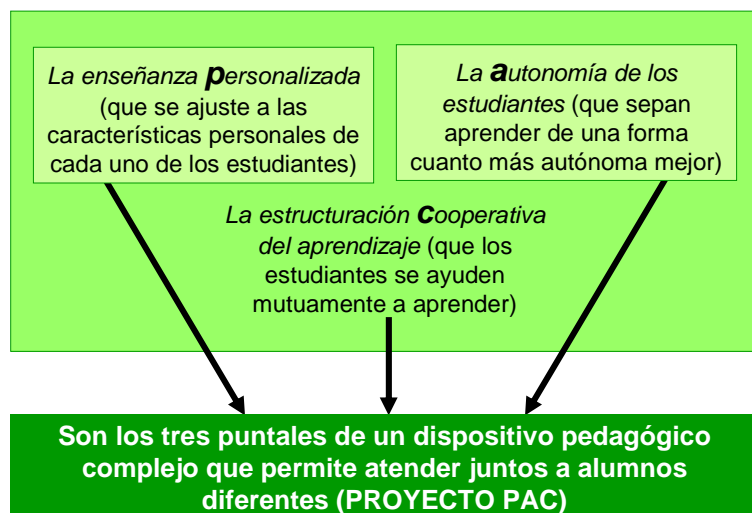 La enseñanza personalizada
(que se ajuste a las
características personales de
cada uno de los estudiantes)
La autonomía de los
estudiantes (que sepan
aprender de una forma
cuanto más autónoma mejor)
La estructuración cooperativa
del aprendizaje (que los
estudiantes se ayuden
mutuamente a aprender)
Son los tres puntales de un dispositivo pedagógico
complejo que permite atender juntos a alumnos
diferentes (PROYECTO PAC)